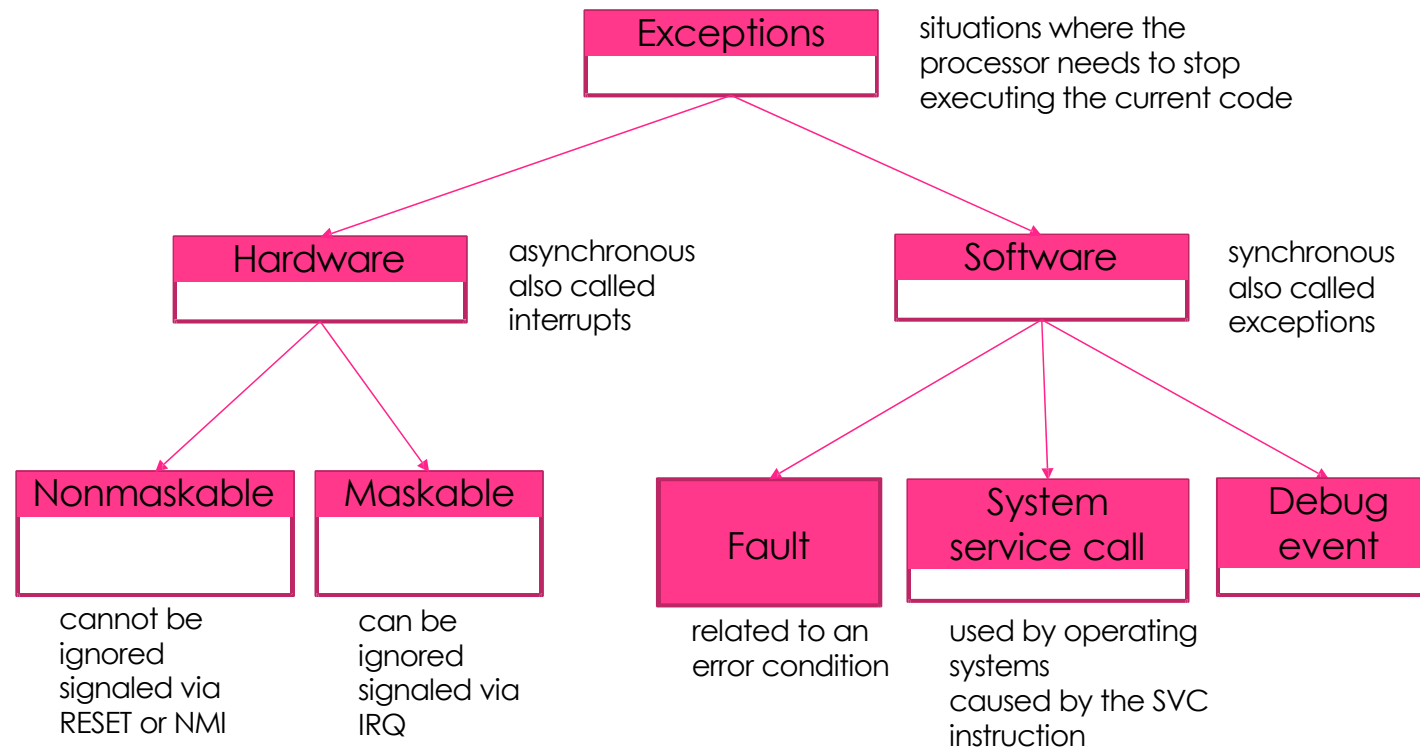 Exceptions
situations where the
processor needs to stop
executing the current code
Hardware
asynchronous
also called
interrupts
Software
synchronous
also called
exceptions
Nonmaskable
cannot be
ignored
signaled via
RESET or NMI
Maskable
can be
ignored
signaled via
IRQ
Fault
related to an
error condition
System
service call
used by operating
systems
caused by the SVC
instruction
Debug
event